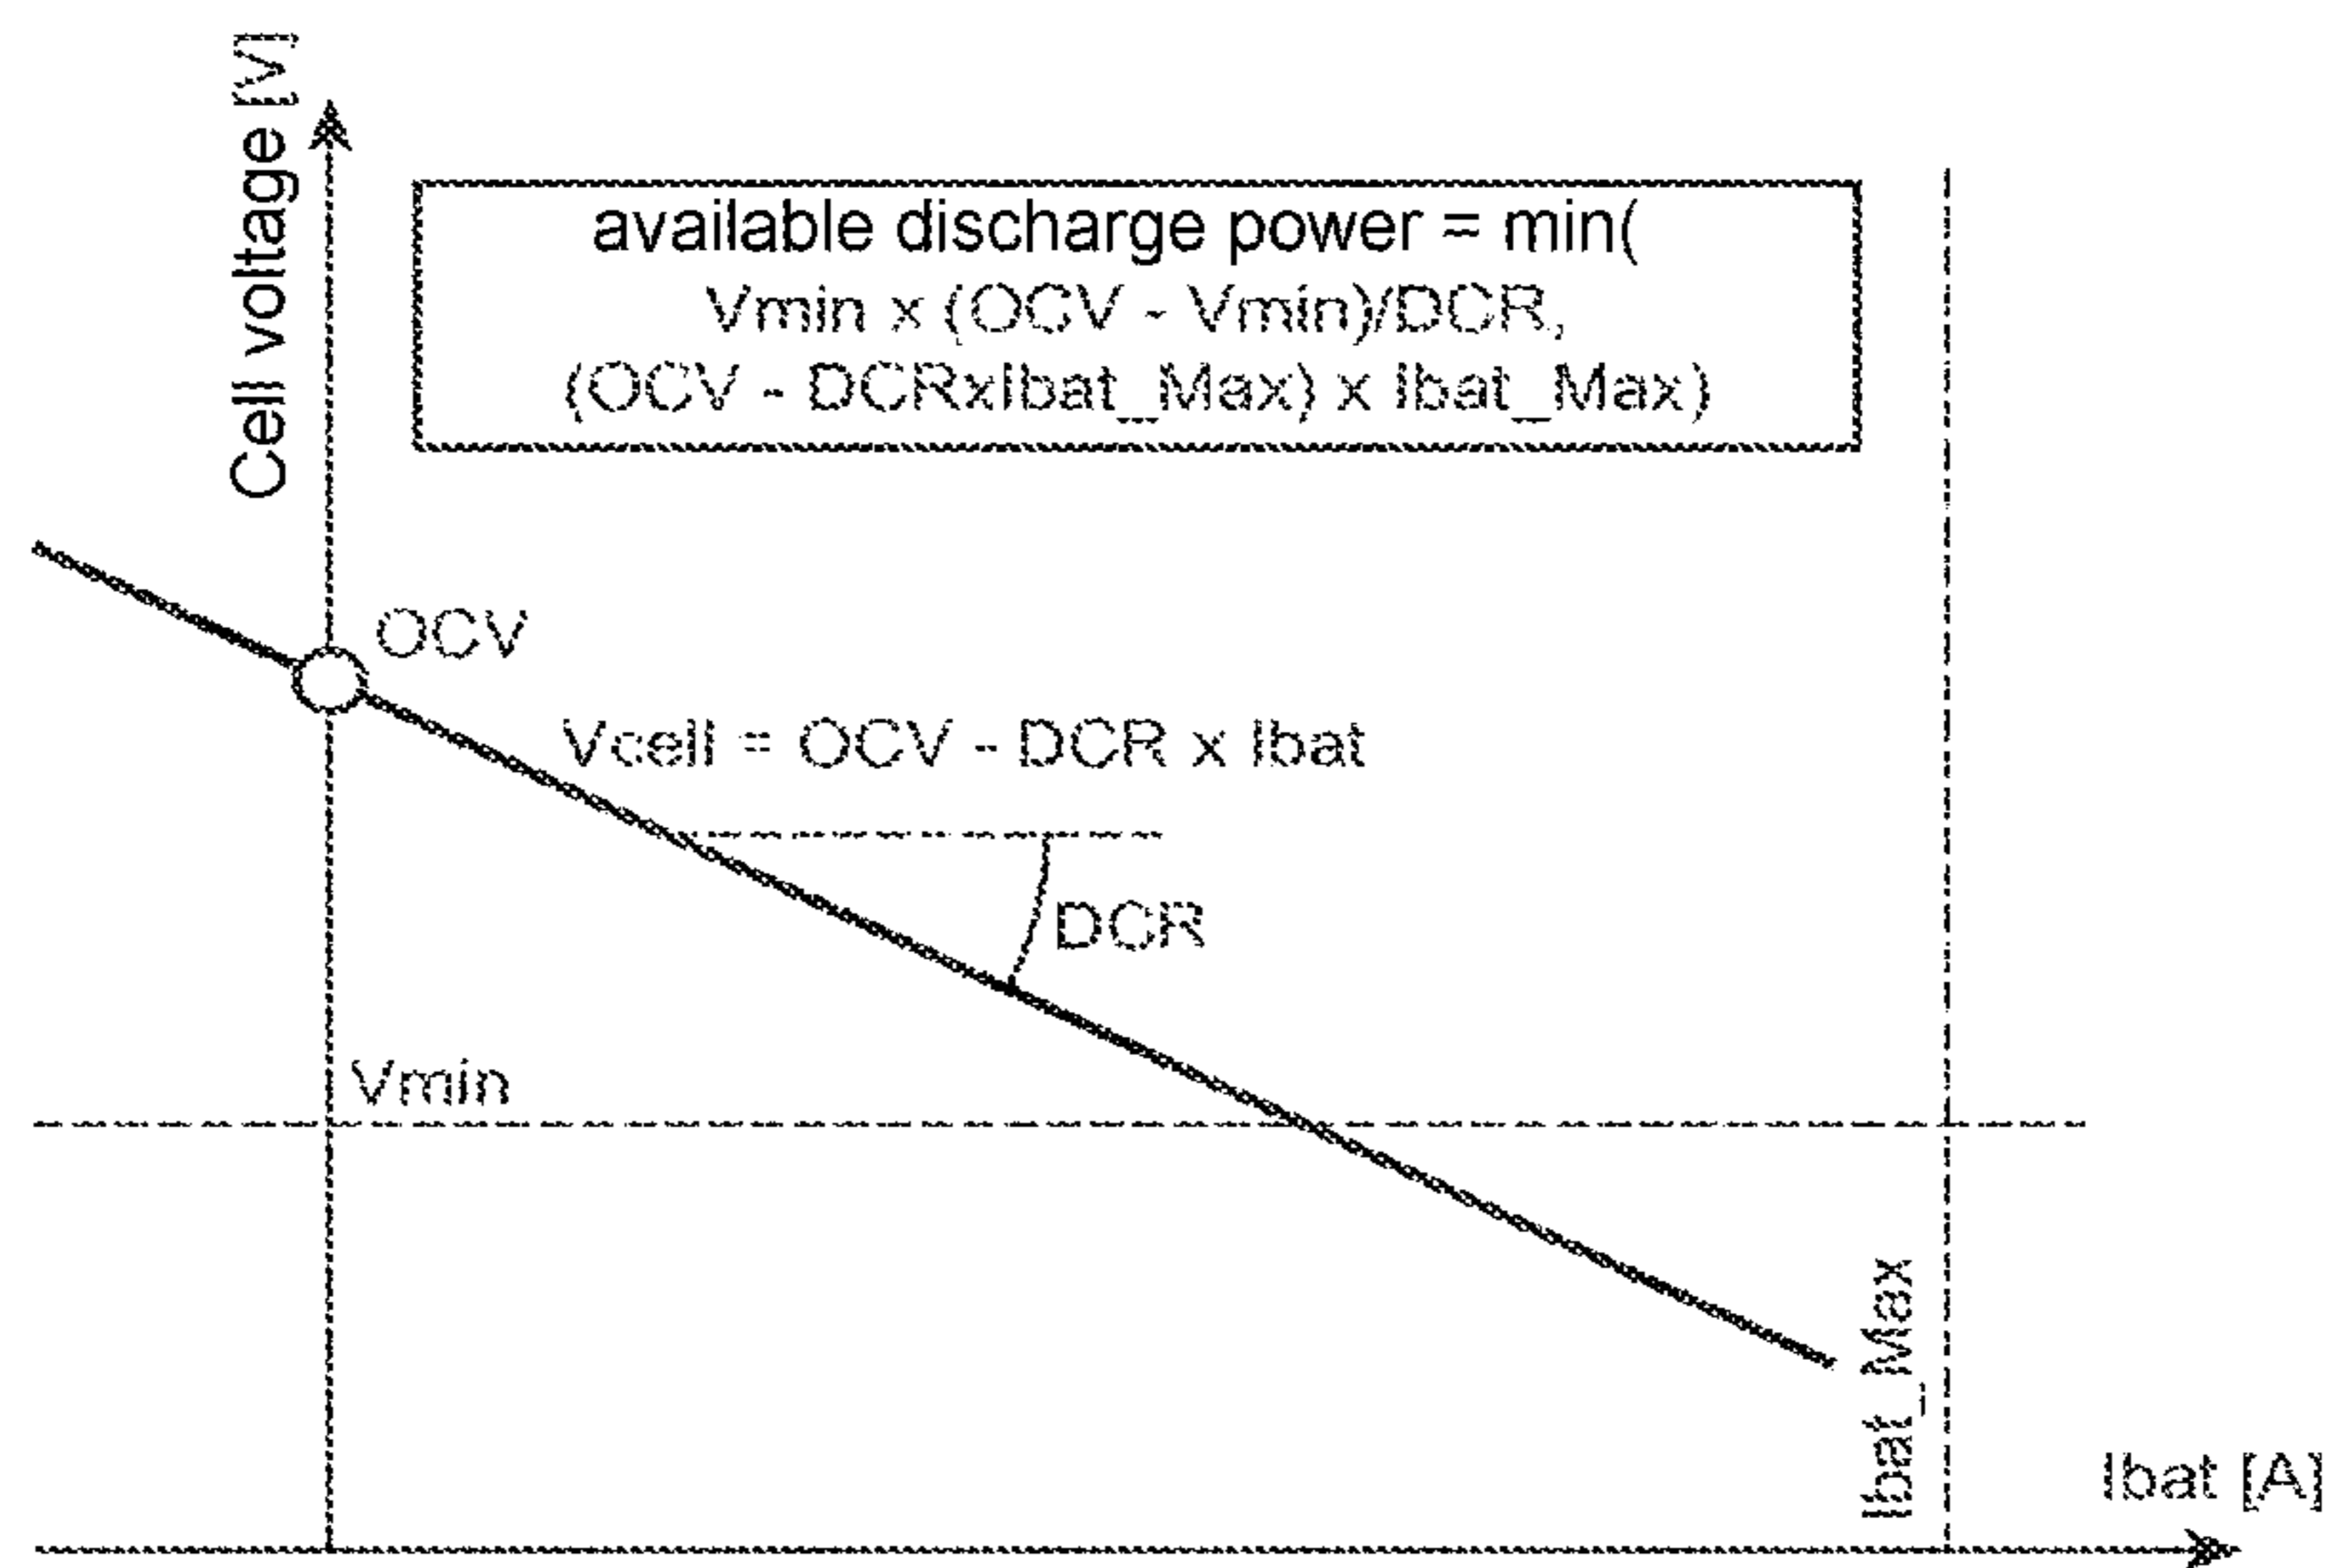 Cell voltage [V]
available discharge power = min(
Vmin x (OCV - Vmin)/DCR,
(OCV - DCRxIbat_Max) x Ibat_Max)
OCV
Vcell = OCV - DCR x Ibat
DCR
Vmin
Ibat_Max
Ibat [A]